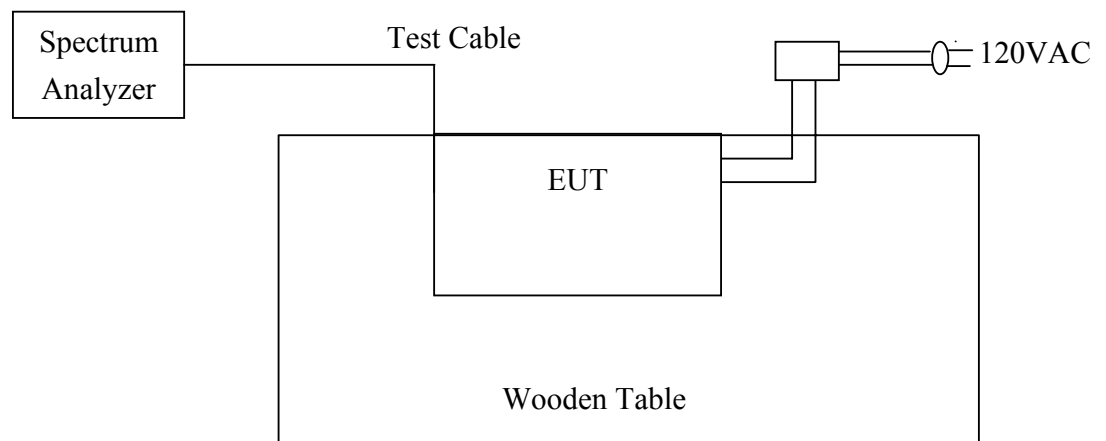 Spectrum
Analyzer
Test Cable
120VAC
EUT
Wooden Table